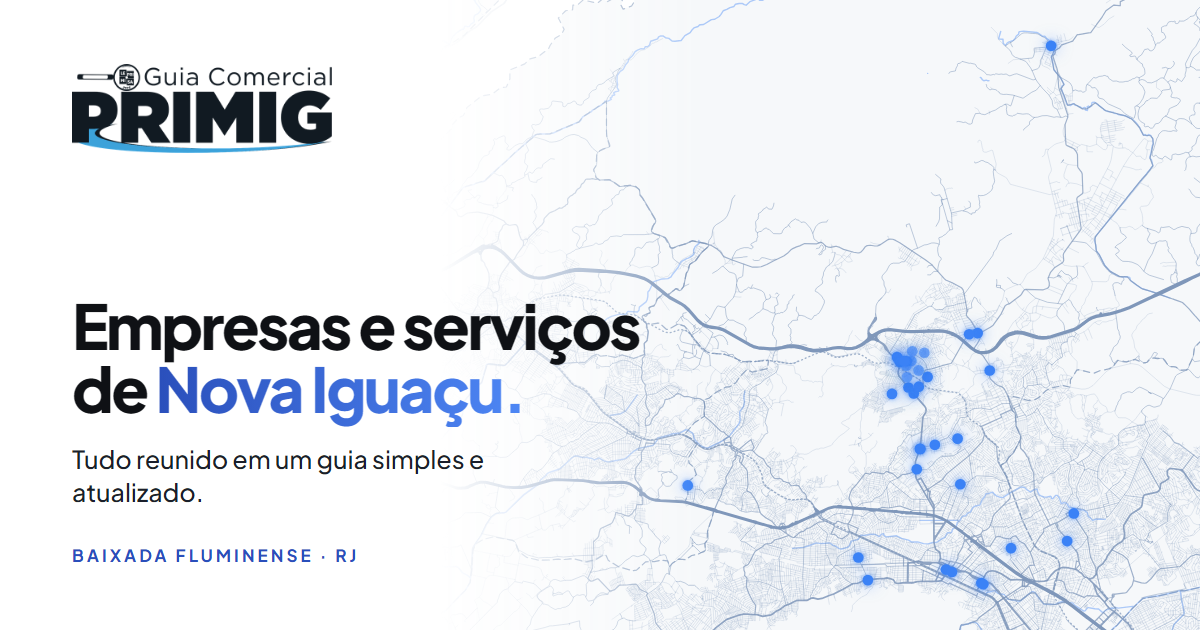 Guia Comercial
PRIMIG
Empresas e serviços
de Nova Iguaçu.
Tudo reunido em um guia simples e
atualizado.
BAIXADA FLUMINENSE · RJ